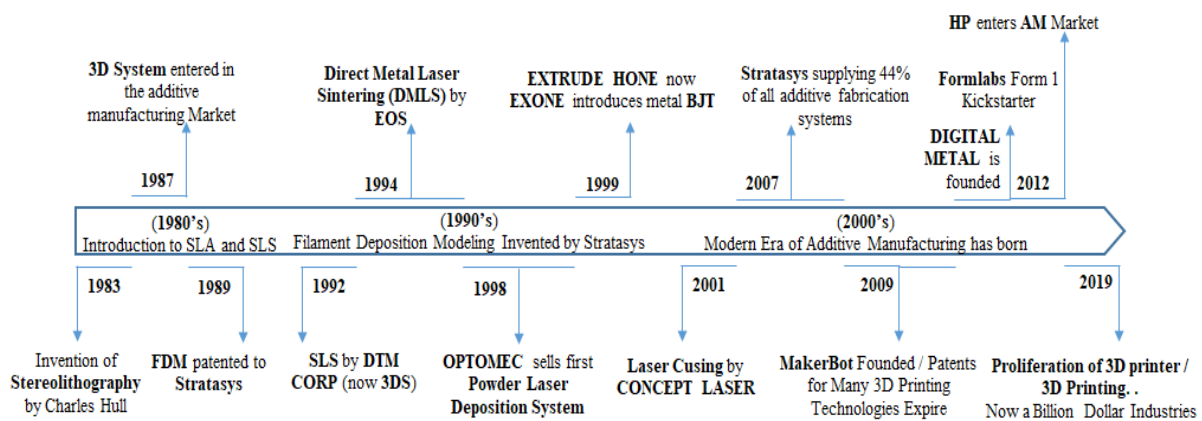 HP enters AM Market
3D System entered in
the additive
manufacturing Market
Direct Metal Laser
Sintering (DMLS) by
EOS
EXTRUDE HONE now
EXONE introduces metal BJT
Stratasys supplying 44%
of all additive fabrication
systems
Formlabs Form 1
Kickstarter
DIGITAL
METAL is
founded
1987
1994
1999
2007
2012
(1980's)
Introduction to SLA and SLS
(1990's)
Filament Deposition Modeling Invented by Stratasys
(2000's)
Modern Era of Additive Manufacturing has born
1983
1989
1992
1998
2001
2009
2019
Invention of
Stereolithography
by Charles Hull
FDM patented to
Stratasys
SLS by DTM
CORP (now 3DS)
OPTOMEC sells first
Powder Laser
Deposition System
Laser Cusing by
CONCEPT LASER
MakerBot Founded / Patents
for Many 3D Printing
Technologies Expire
Proliferation of 3D printer /
3D Printing. .
Now a Billion Dollar Industries